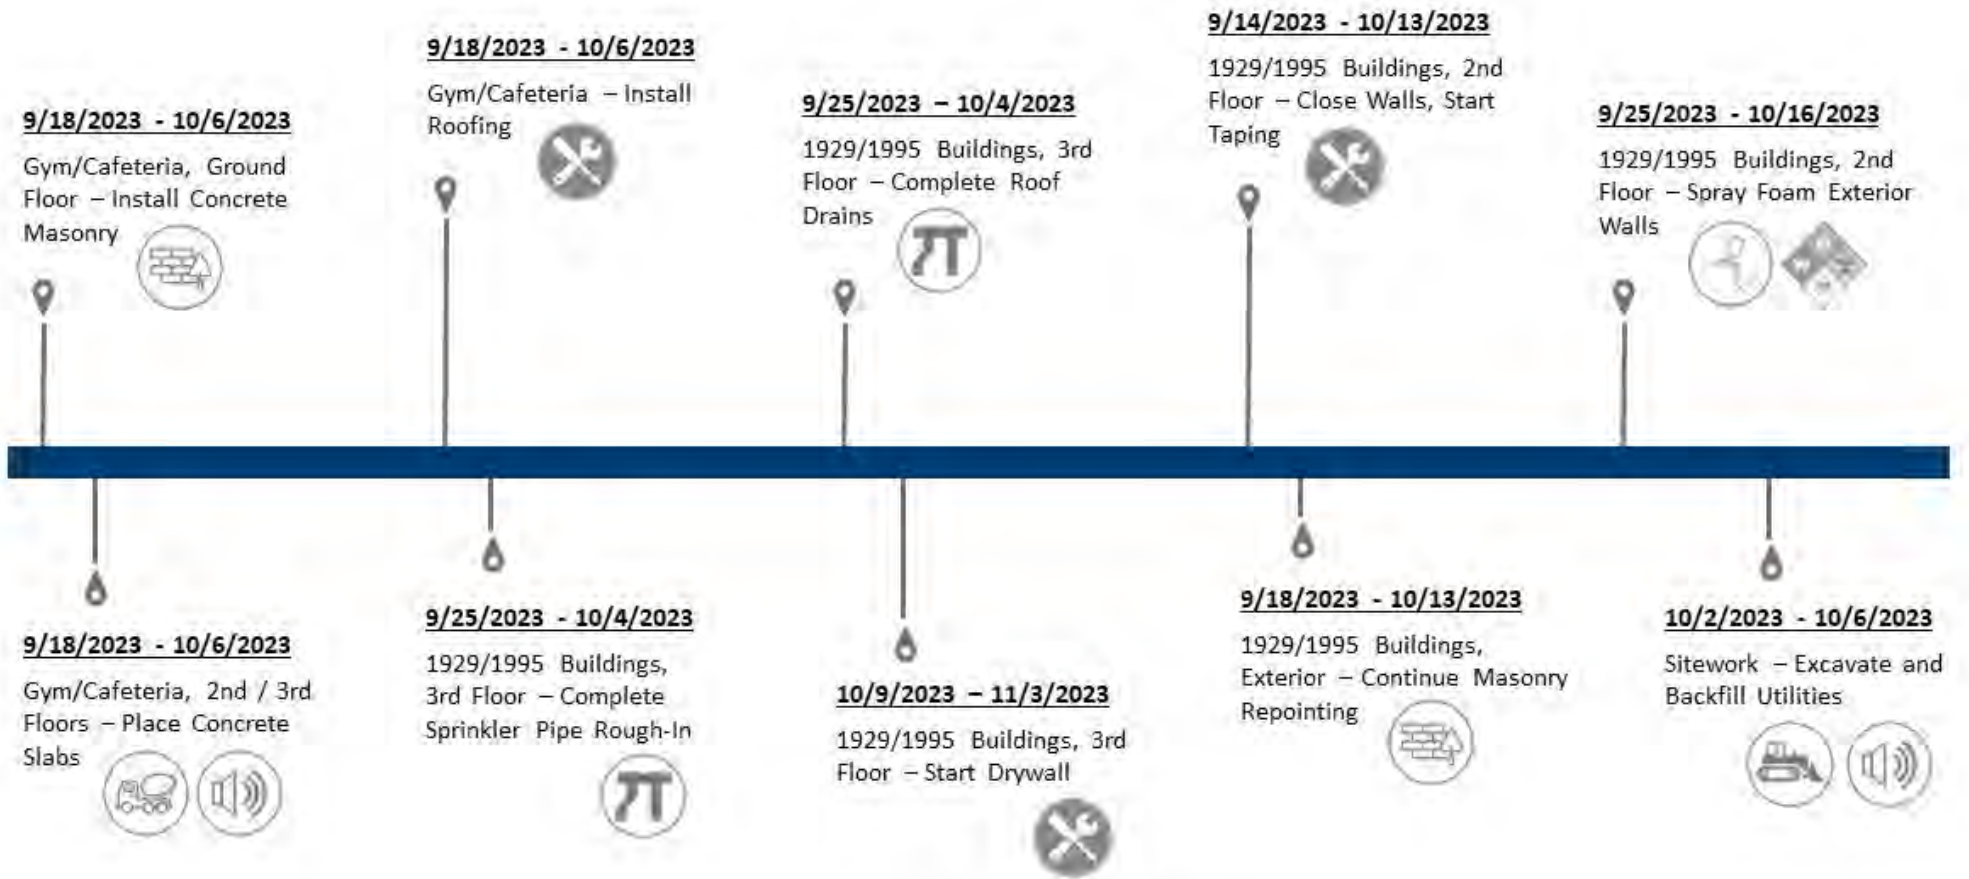 9/18/2023 - 10/6/2023
Gym/Cafeteria, Ground
Floor – Install Concrete
Masonry
9/18/2023 - 10/6/2023
Gym/Cafeteria – Install
Roofing
9/25/2023 – 10/4/2023
1929/1995 Buildings, 3rd
Floor – Complete Roof
Drains
9/14/2023 - 10/13/2023
1929/1995 Buildings, 2nd
Floor – Close Walls, Start
Taping
9/25/2023 - 10/16/2023
1929/1995 Buildings, 2nd
Floor – Spray Foam Exterior
Walls
9/18/2023 - 10/6/2023
Gym/Cafeteria, 2nd / 3rd
Floors – Place Concrete
Slabs
9/25/2023 - 10/4/2023
1929/1995 Buildings,
3rd Floor – Complete
Sprinkler Pipe Rough-In
10/9/2023 – 11/3/2023
1929/1995 Buildings, 3rd
Floor – Start Drywall
9/18/2023 - 10/13/2023
1929/1995 Buildings,
Exterior – Continue Masonry
Repointing
10/2/2023 - 10/6/2023
Sitework – Excavate and
Backfill Utilities